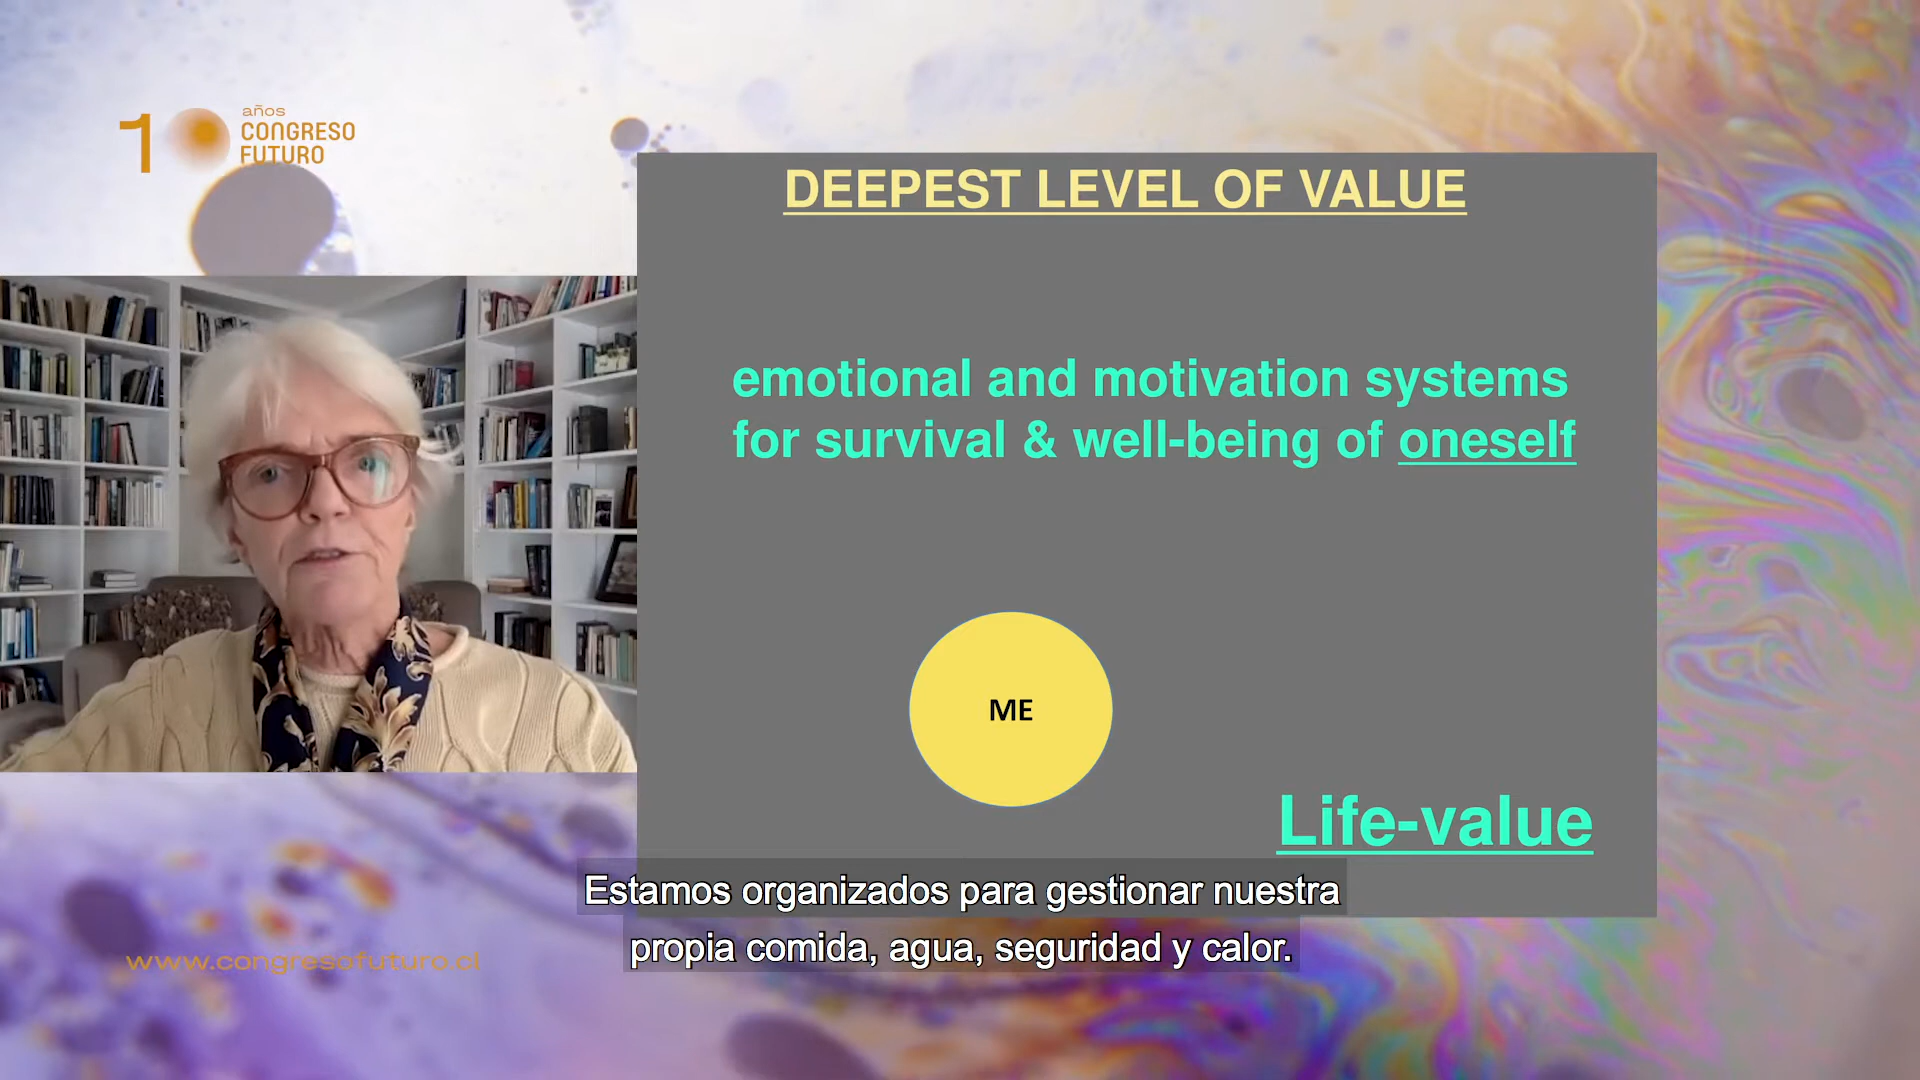 10
años
CONGRESO
FUTURO
DEEPEST LEVEL OF VALUE
emotional and motivation systems
for survival & well-being of oneself
ME
Life-value
Estamos organizados para gestionar nuestra
propia comida, agua, seguridad y calor.
www.congresofuturo.cl